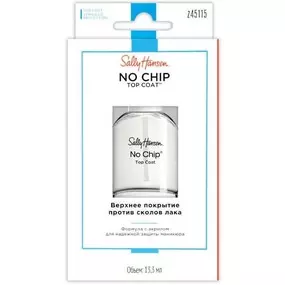 z45115
Sally Hansen
NO CHIP
TOP COAT™
Sally Hansen
No Chip®
Top Coat
Верхнее покрытие
против сколов лака
Формула с акрилом
для надежной защиты маникюра
Объем 13,3 мл